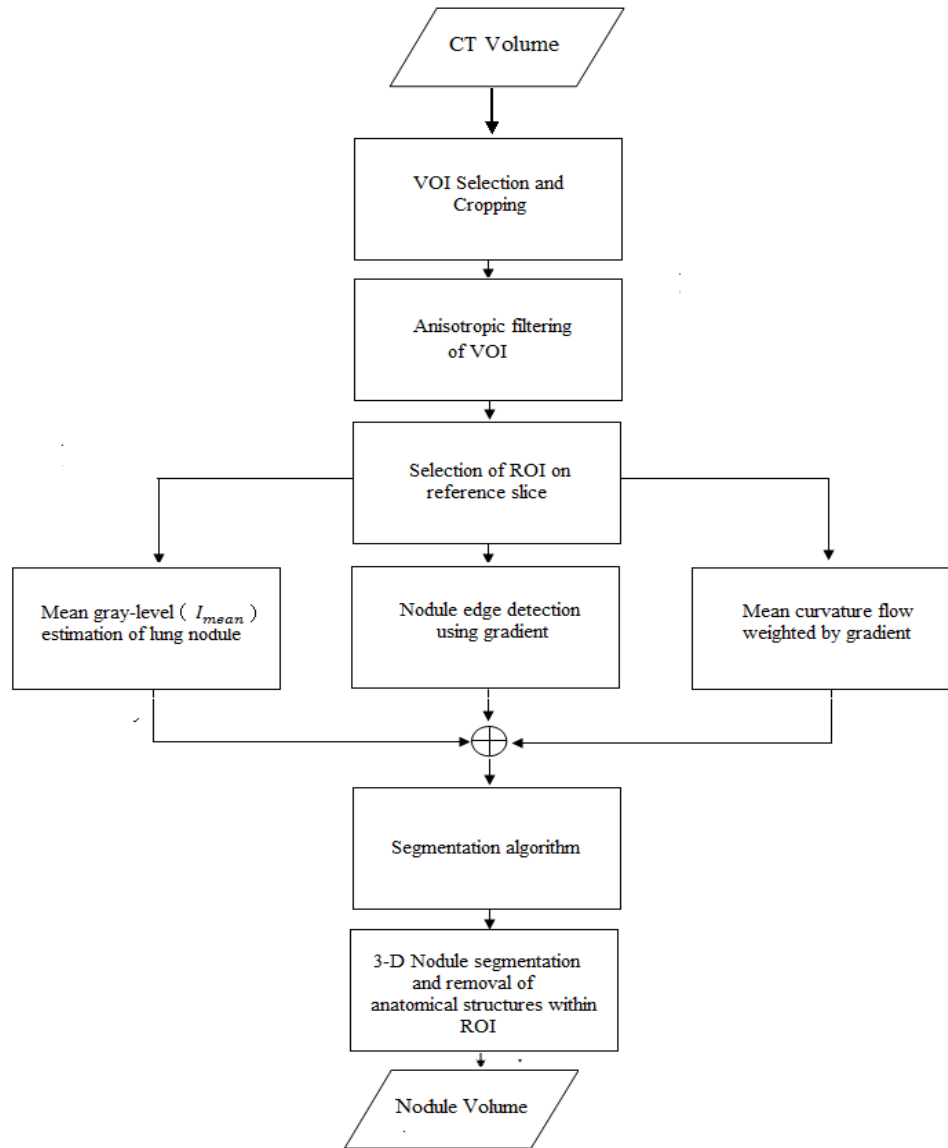 CT Volume
VOI Selection and
Cropping
Anisotropic filtering
of VOI
Selection of ROI on
reference slice
Mean gray-level ( I_mean )
estimation of lung nodule
Nodule edge detection
using gradient
Mean curvature flow
weighted by gradient
Segmentation algorithm
3-D Nodule segmentation
and removal of
anatomical structures within
ROI
Nodule Volume